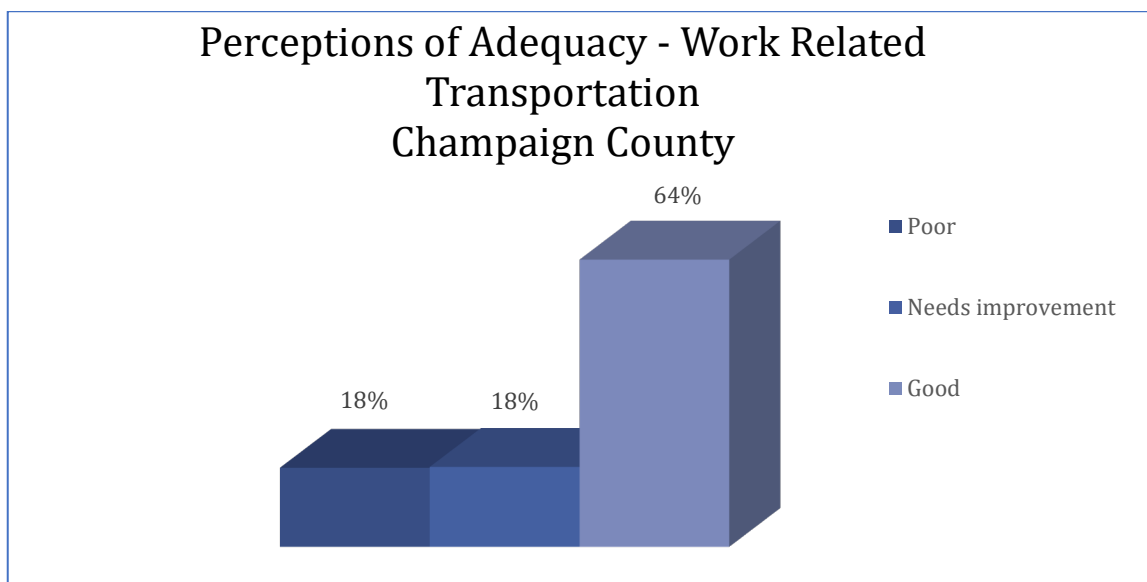 Perceptions of Adequacy - Work Related
Transportation
Champaign County
64%
18%
18%
Poor
Needs improvement
Good